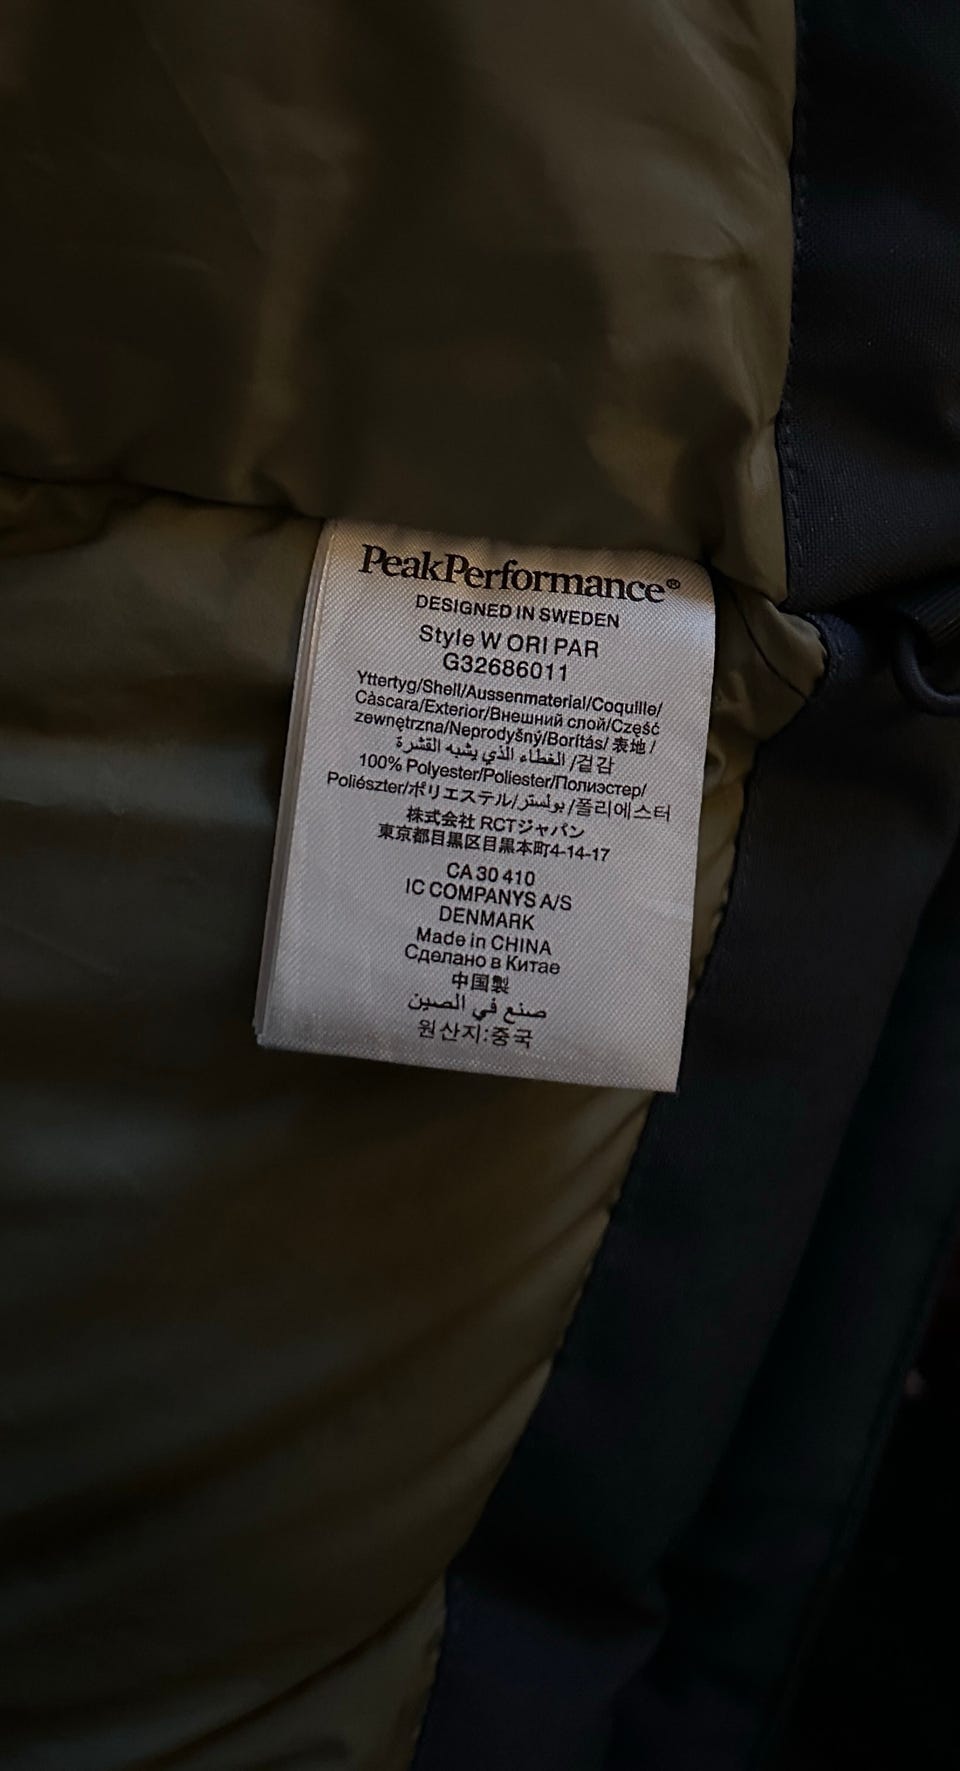 PeakPerformance®
DESIGNED IN SWEDEN
Style W ORI PAR
G32686011
Yttertyg/Shell/Aussenmaterial/Coquille/
Càscara/Exterior/Внешний слой/Część
zewnętrzna/Neprodyšný/Borítás/ 表地 /
الغطاء الذي يشبه القشرة /겉감
100% Polyester/Poliester/Полиэстер/
Poliészter/ポリエステル/بولستر /폴리에스터
株式会社 RCTジャパン
東京都目黒区目黒本町4-14-17
CA 30 410
IC COMPANYS A/S
DENMARK
Made in CHINA
Сделано в Китае
中国製
صنع في الصين
원산지:중국